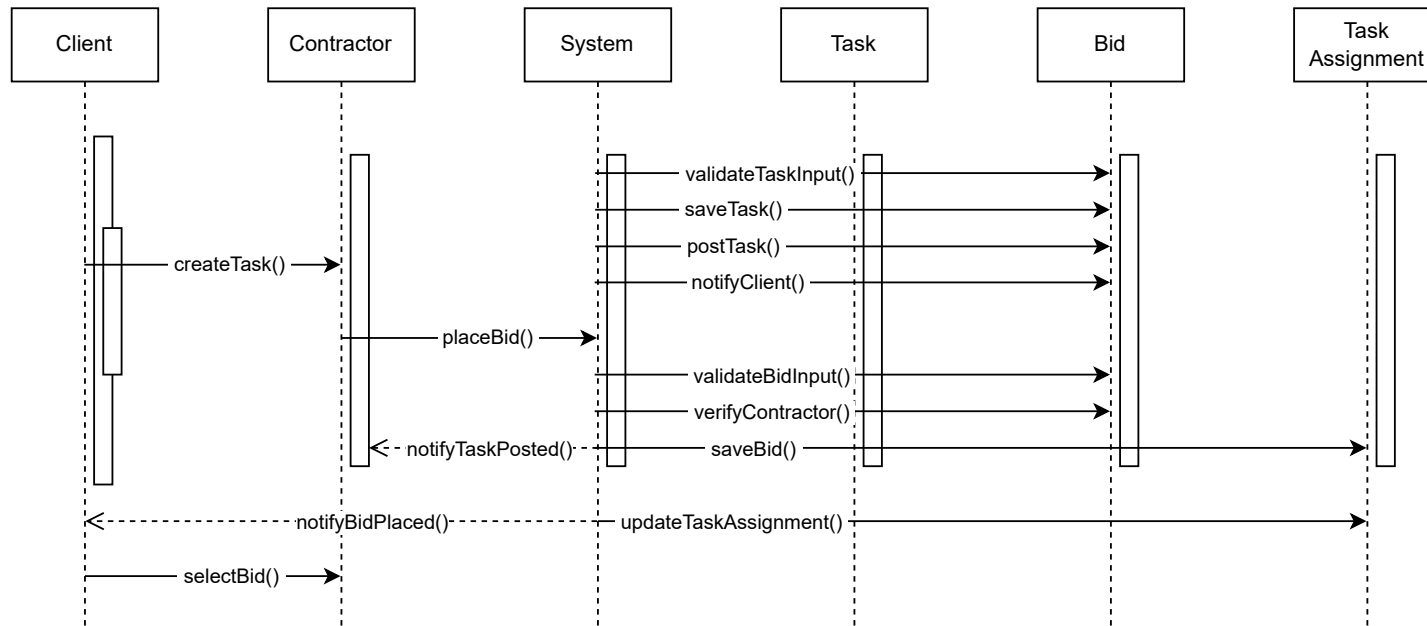 Client
Contractor
System
Task
Bid
Task
Assignment
validateTaskInput()
saveTask()
postTask()
createTask()
notifyClient()
placeBid()
validateBidInput()
verifyContractor()
notifyTaskPosted()
saveBid()
notifyBidPlaced()
updateTaskAssignment()
selectBid()